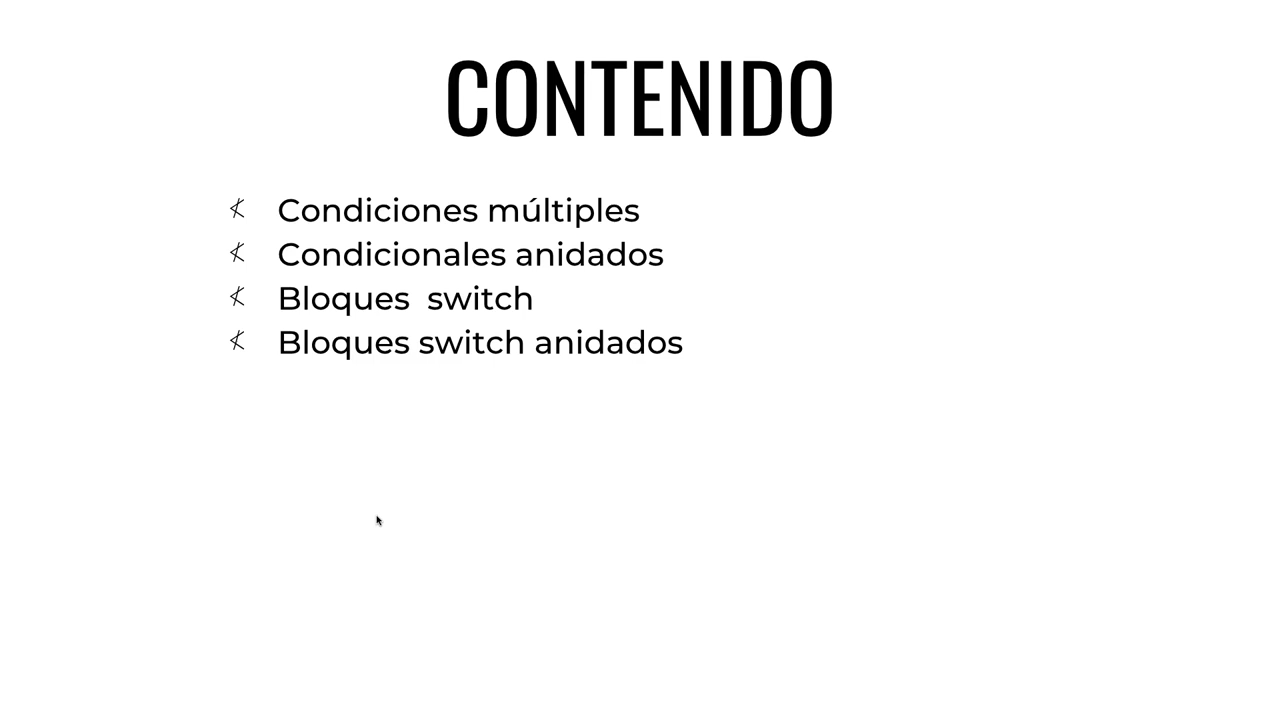 CONTENIDO
Condiciones múltiples
Condicionales anidados
Bloques  switch
Bloques switch anidados